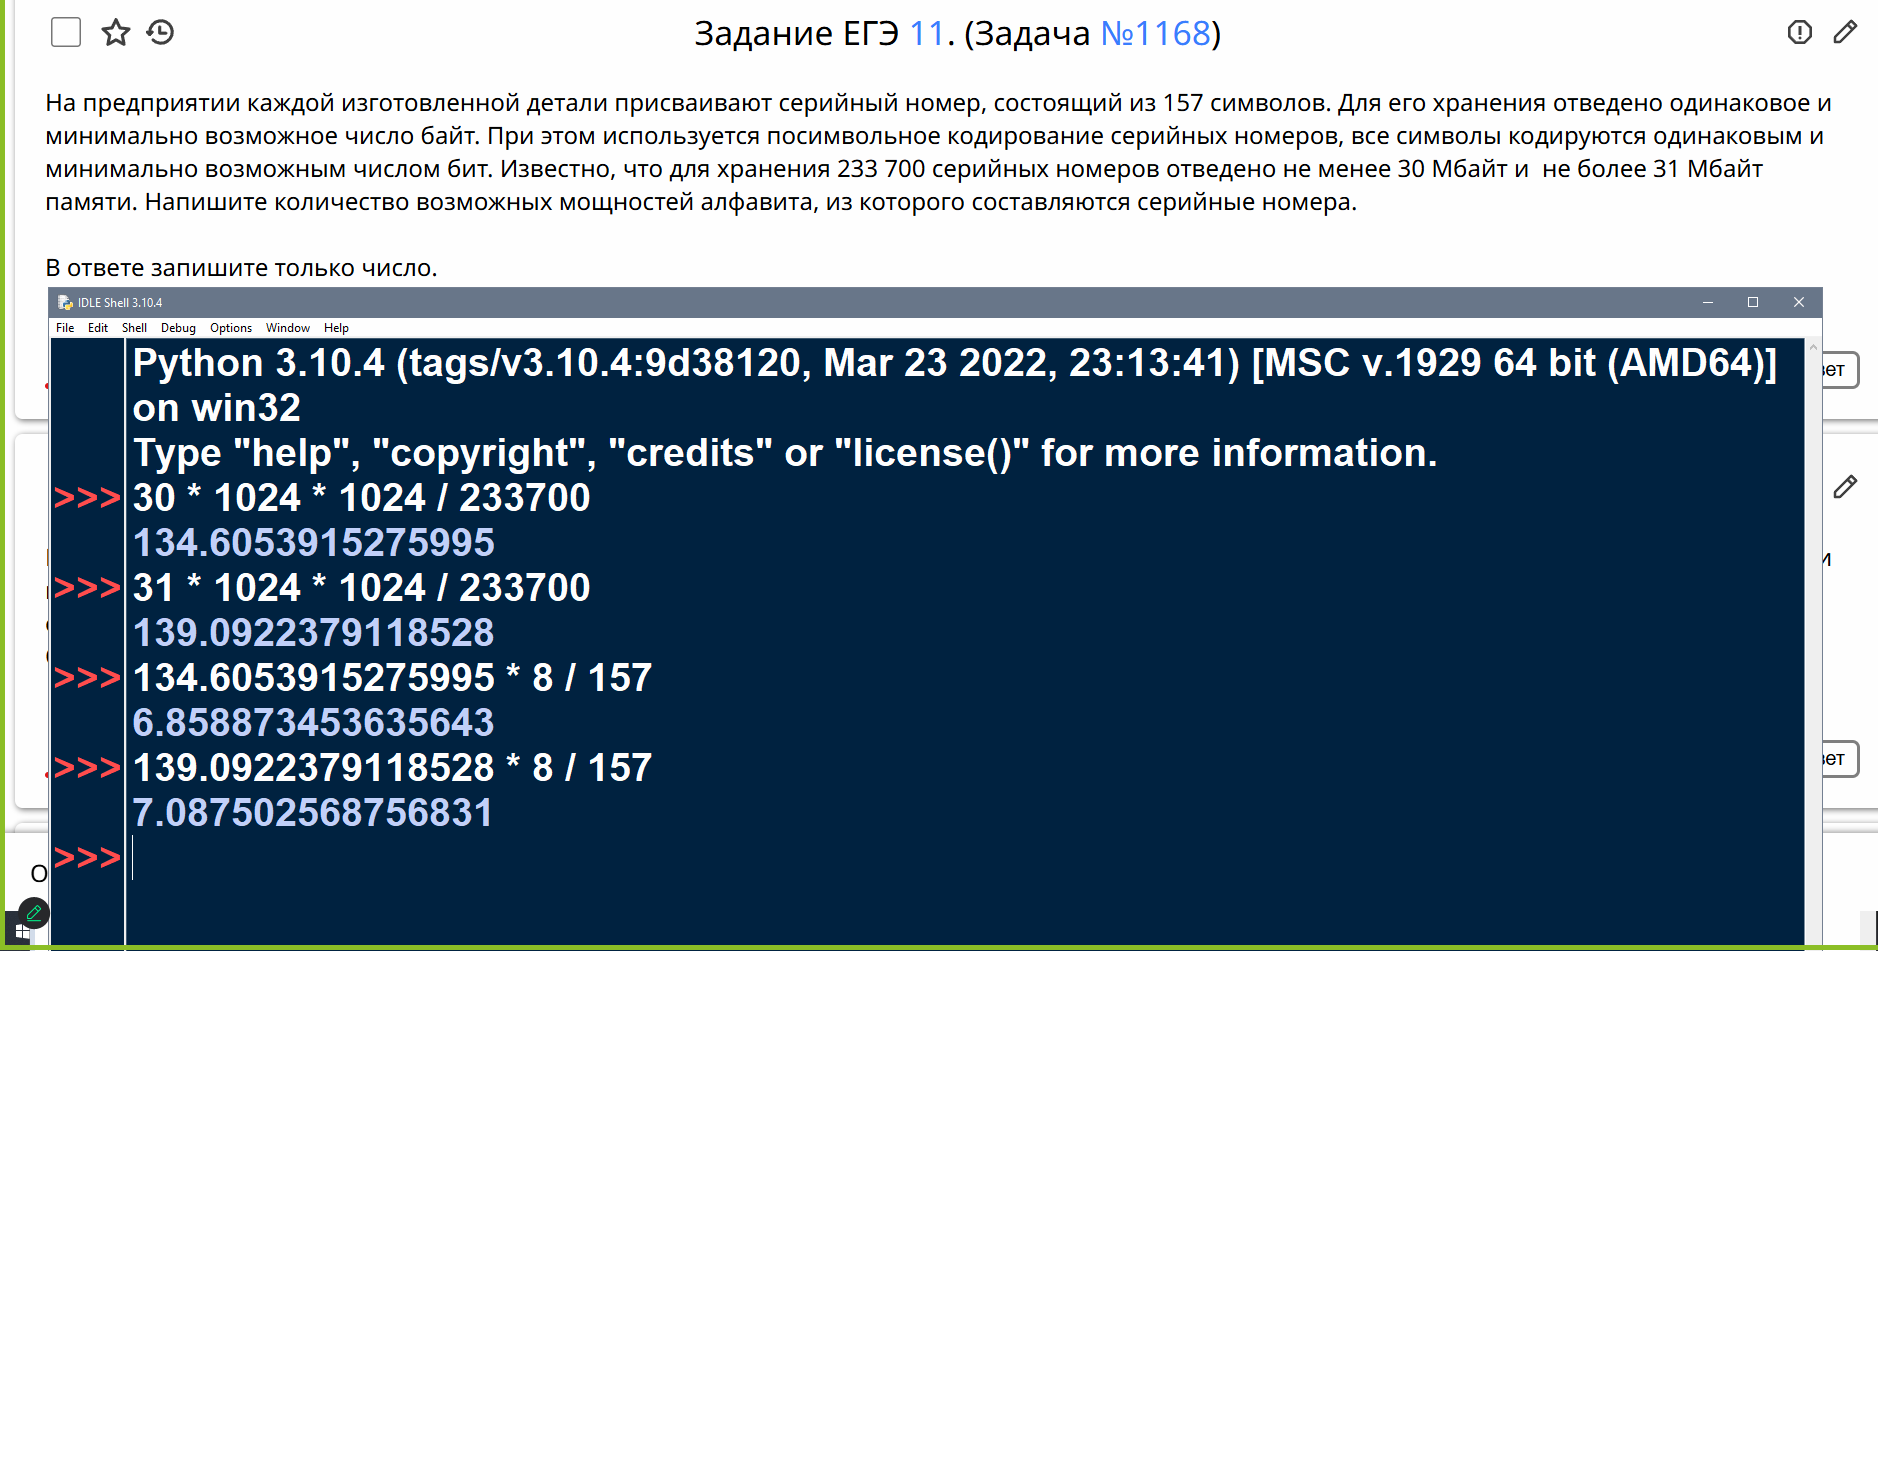 Задание ЕГЭ 11. (Задача №1168)
На предприятии каждой изготовленной детали присваивают серийный номер, состоящий из 157 символов. Для его хранения отведено одинаковое и
минимально возможное число байт. При этом используется посимвольное кодирование серийных номеров, все символы кодируются одинаковым и
минимально возможным числом бит. Известно, что для хранения 233 700 серийных номеров отведено не менее 30 Мбайт и  не более 31 Мбайт
памяти. Напишите количество возможных мощностей алфавита, из которого составляются серийные номера.
В ответе запишите только число.
IDLE Shell 3.10.4
File Edit Shell Debug Options Window Help
Python 3.10.4 (tags/v3.10.4:9d38120, Mar 23 2022, 23:13:41) [MSC v.1929 64 bit (AMD64)]
on win32
Type "help", "copyright", "credits" or "license()" for more information.
>>> 30 * 1024 * 1024 / 233700
134.6053915275995
>>> 31 * 1024 * 1024 / 233700
139.0922379118528
>>> 134.6053915275995 * 8 / 157
6.858873453635643
>>> 139.0922379118528 * 8 / 157
7.087502568756831
>>>